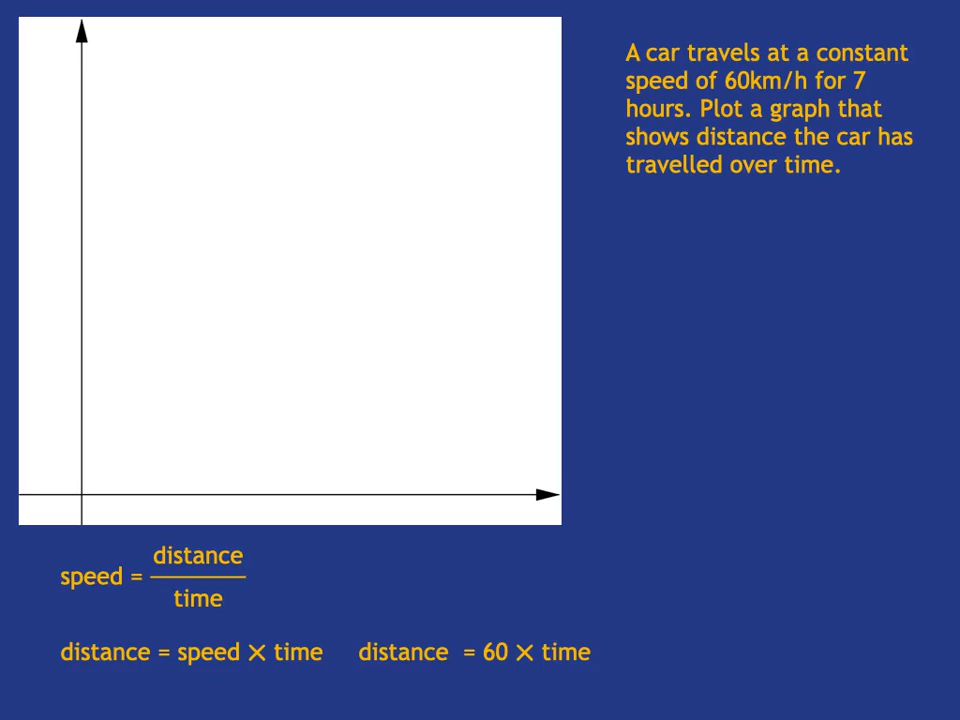 A car travels at a constant
speed of 60km/h for 7
hours. Plot a graph that
shows distance the car has
travelled over time.
speed = distance
time
distance = speed × time distance = 60 × time